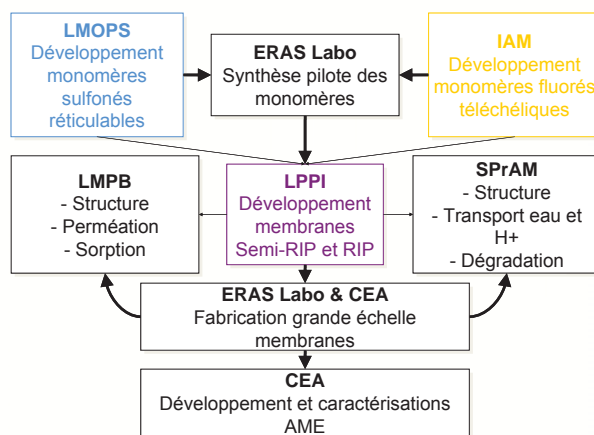 LMOPS
Développement
monomères
sulfonés
réticulables
ERAS Labo
Synthèse pilote des
monomères
IAM
Développement
monomères fluorés
téléchéliques
LMPB
- Structure
- Perméation
- Sorption
LPPI
Développement
membranes
Semi-RIP et RIP
SPrAM
- Structure
- Transport eau et
H+
- Dégradation
ERAS Labo & CEA
Fabrication grande échelle
membranes
CEA
Développement et caractérisations
AME